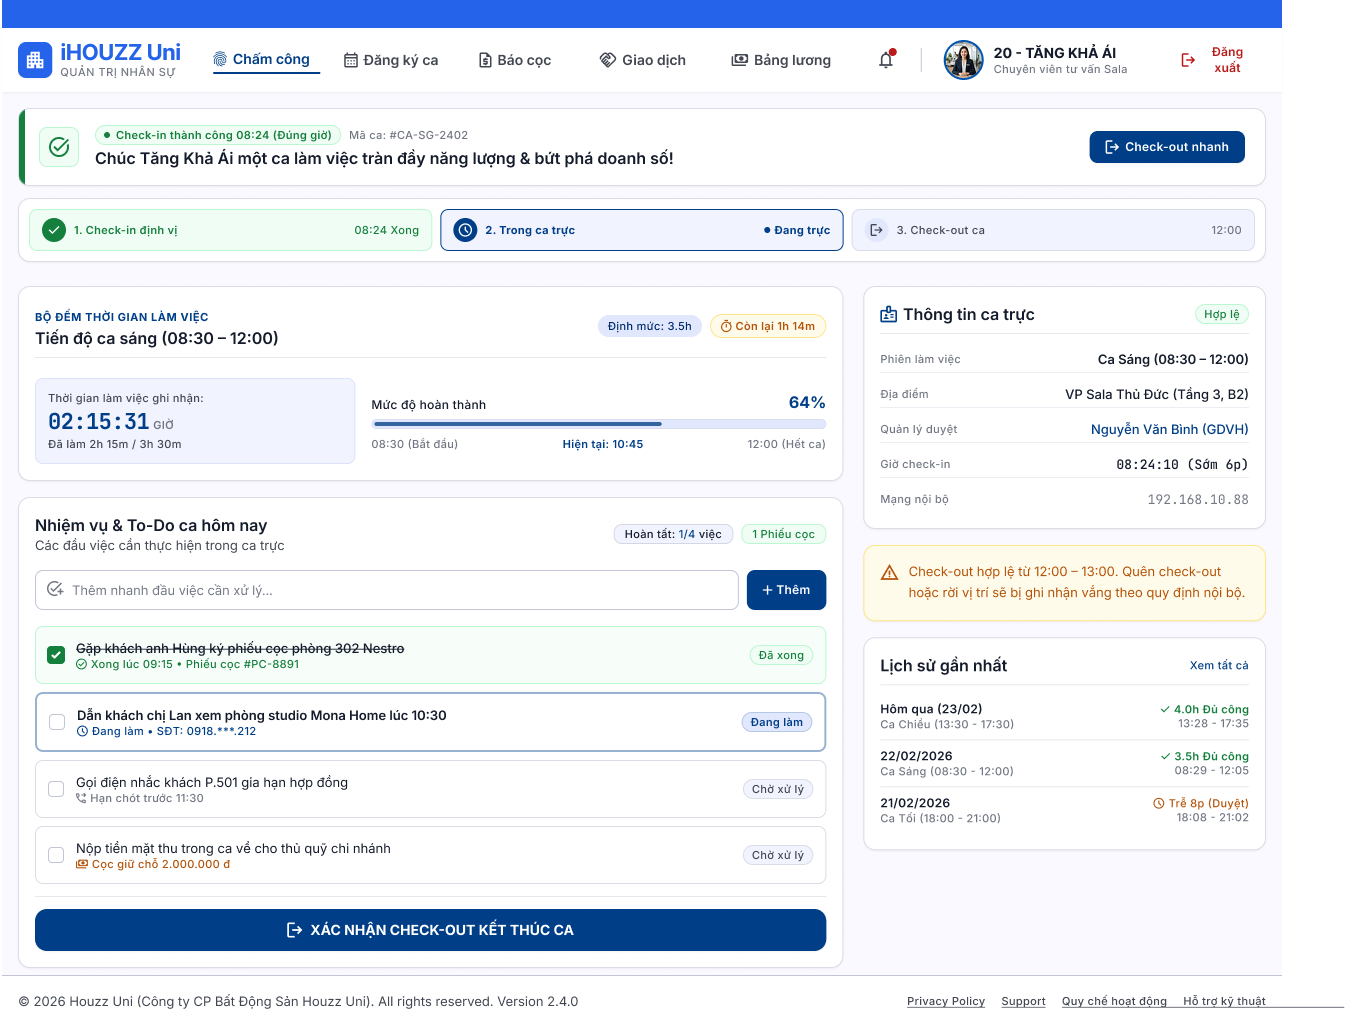 iHOUZZ Uni
QUẢN TRỊ NHÂN SỰ
Chấm công
Đăng ký ca
Báo cọc
Giao dịch
Bảng lương
20 - TĂNG KHẢ ÁI
Chuyên viên tư vấn Sala
Đăng xuất
Check-in thành công 08:24 (Đúng giờ)
Mã ca: #CA-SG-2402
Chúc Tăng Khả Ái một ca làm việc tràn đầy năng lượng & bứt phá doanh số!
Check-out nhanh
1. Check-in định vị
08:24 Xong
2. Trong ca trực
Đang trực
3. Check-out ca
12:00
BỘ ĐẾM THỜI GIAN LÀM VIỆC
Tiến độ ca sáng (08:30 – 12:00)
Định mức: 3.5h
Còn lại 1h 14m
Thời gian làm việc ghi nhận:
02:15:31 GIỜ
Đã làm 2h 15m / 3h 30m
Mức độ hoàn thành
64%
08:30 (Bắt đầu)
Hiện tại: 10:45
12:00 (Hết ca)
Nhiệm vụ & To-Do ca hôm nay
Các đầu việc cần thực hiện trong ca trực
Hoàn tất: 1/4 việc
1 Phiếu cọc
Thêm nhanh đầu việc cần xử lý...
+ Thêm
Gặp khách anh Hùng ký phiếu cọc phòng 302 Nestro
Xong lúc 09:15 • Phiếu cọc #PC-8891
Đã xong
Dẫn khách chị Lan xem phòng studio Mona Home lúc 10:30
Đang làm • SĐT: 0918.***.212
Đang làm
Gọi điện nhắc khách P.501 gia hạn hợp đồng
Hạn chót trước 11:30
Chờ xử lý
Nộp tiền mặt thu trong ca về cho thủ quỹ chi nhánh
Cọc giữ chỗ 2.000.000 đ
Chờ xử lý
XÁC NHẬN CHECK-OUT KẾT THÚC CA
Thông tin ca trực
Hợp lệ
Phiên làm việc
Ca Sáng (08:30 – 12:00)
Địa điểm
VP Sala Thủ Đức (Tầng 3, B2)
Quản lý duyệt
Nguyễn Văn Bình (GDVH)
Giờ check-in
08:24:10 (Sớm 6p)
Mạng nội bộ
192.168.10.88
Check-out hợp lệ từ 12:00 – 13:00. Quên check-out
hoặc rời vị trí sẽ bị ghi nhận vắng theo quy định nội bộ.
Lịch sử gần nhất
Xem tất cả
Hôm qua (23/02)
4.0h Đủ công
Ca Chiều (13:30 - 17:30)
13:28 - 17:35
22/02/2026
3.5h Đủ công
Ca Sáng (08:30 - 12:00)
08:29 - 12:05
21/02/2026
Trễ 8p (Duyệt)
Ca Tối (18:00 - 21:00)
18:08 - 21:02
© 2026 Houzz Uni (Công ty CP Bất Động Sản Houzz Uni). All rights reserved. Version 2.4.0
Privacy Policy
Support
Quy chế hoạt động
Hỗ trợ kỹ thuật